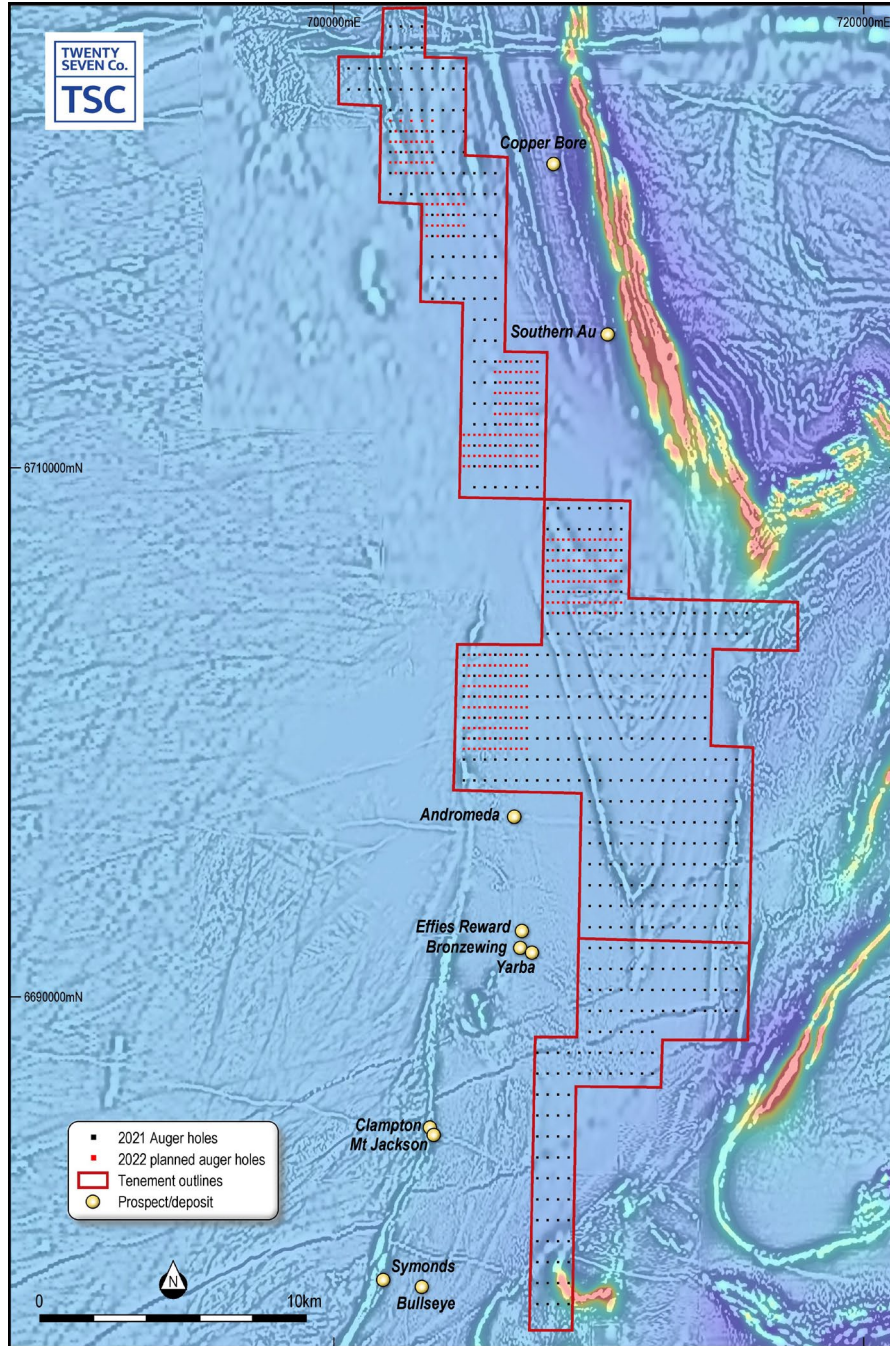 700000mE
720000mE
TWENTY
SEVEN Co.
TSC
Copper Bore
Southern Au
6710000mN
Andromeda
Effies Reward
Bronzewing
Yarba
6690000mN
Clampton
Mt Jackson
2021 Auger holes
2022 planned auger holes
Tenement outlines
Prospect/deposit
Symonds
Bullseye
N
0
10km